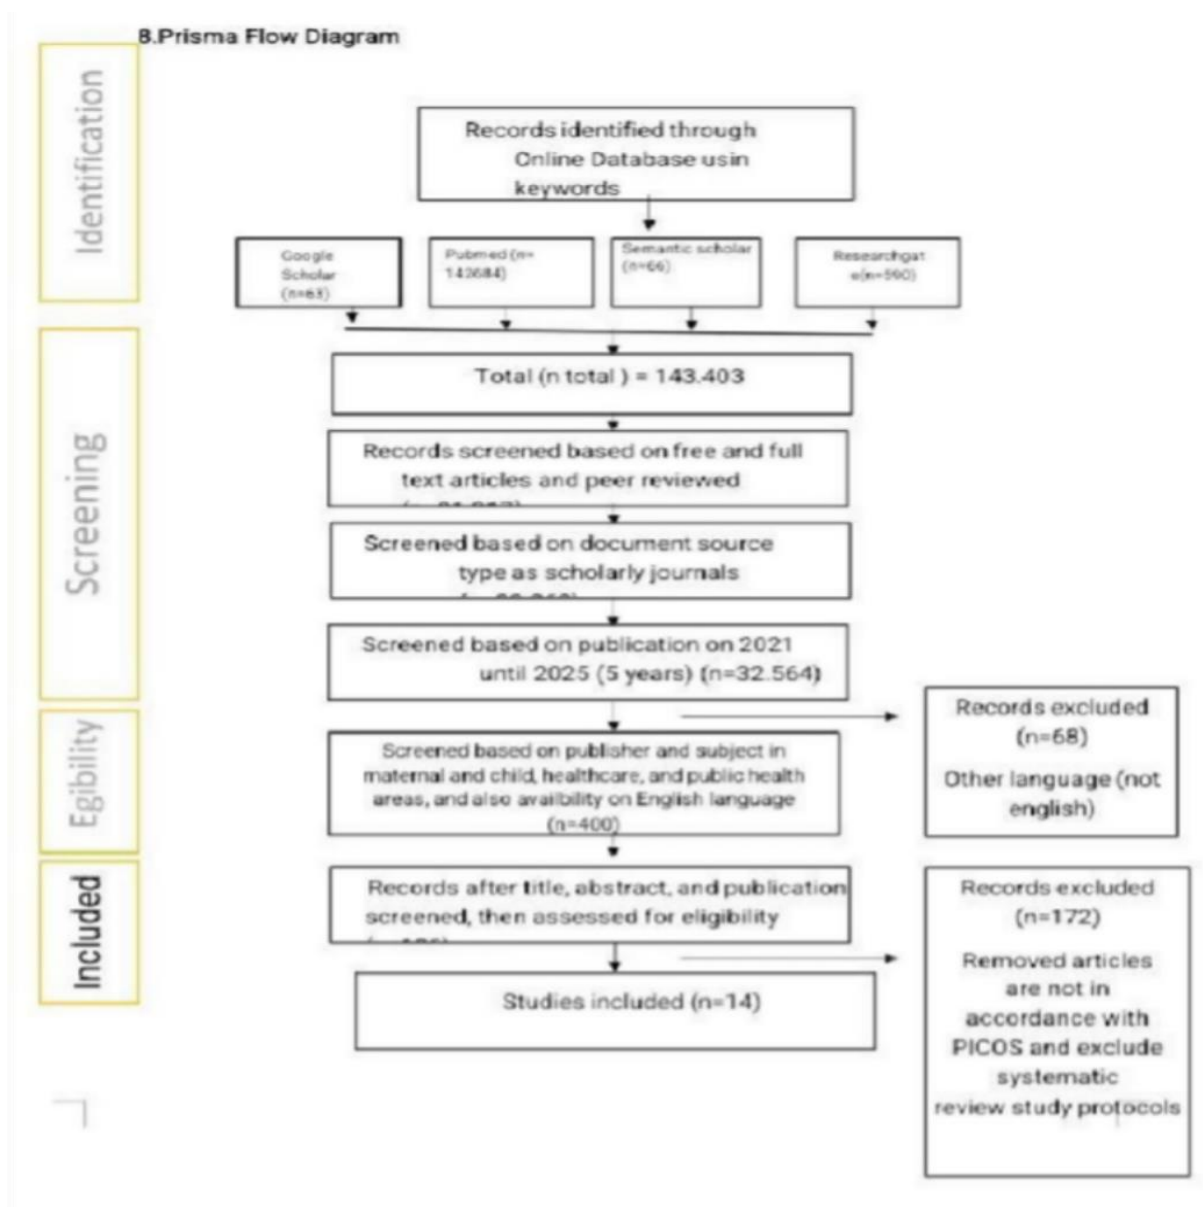 8.Prisma Flow Diagram
Identification
Records identified through
Online Database usin
keywords
Google
Scholar
(n=63)
Pubmed (n=
142684)
Semantic scholar
(n=66)
Researchgat
e(n=590)
Screening
Total (n total ) = 143.403
Records screened based on free and full
text articles and peer reviewed
Screened based on document source
type as scholarly journals
Screened based on publication on 2021
until 2025 (5 years) (n=32.564)
Egibility
Records excluded
(n=68)
Other language (not
english)
Screened based on publisher and subject in
maternal and child, healthcare, and public health
areas, and also availbility on English language
(n=400)
Included
Records after title, abstract, and publication
screened, then assessed for eligibility
Records excluded
(n=172)
Removed articles
are not in
accordance with
PICOS and exclude
systematic
review study protocols
Studies included (n=14)